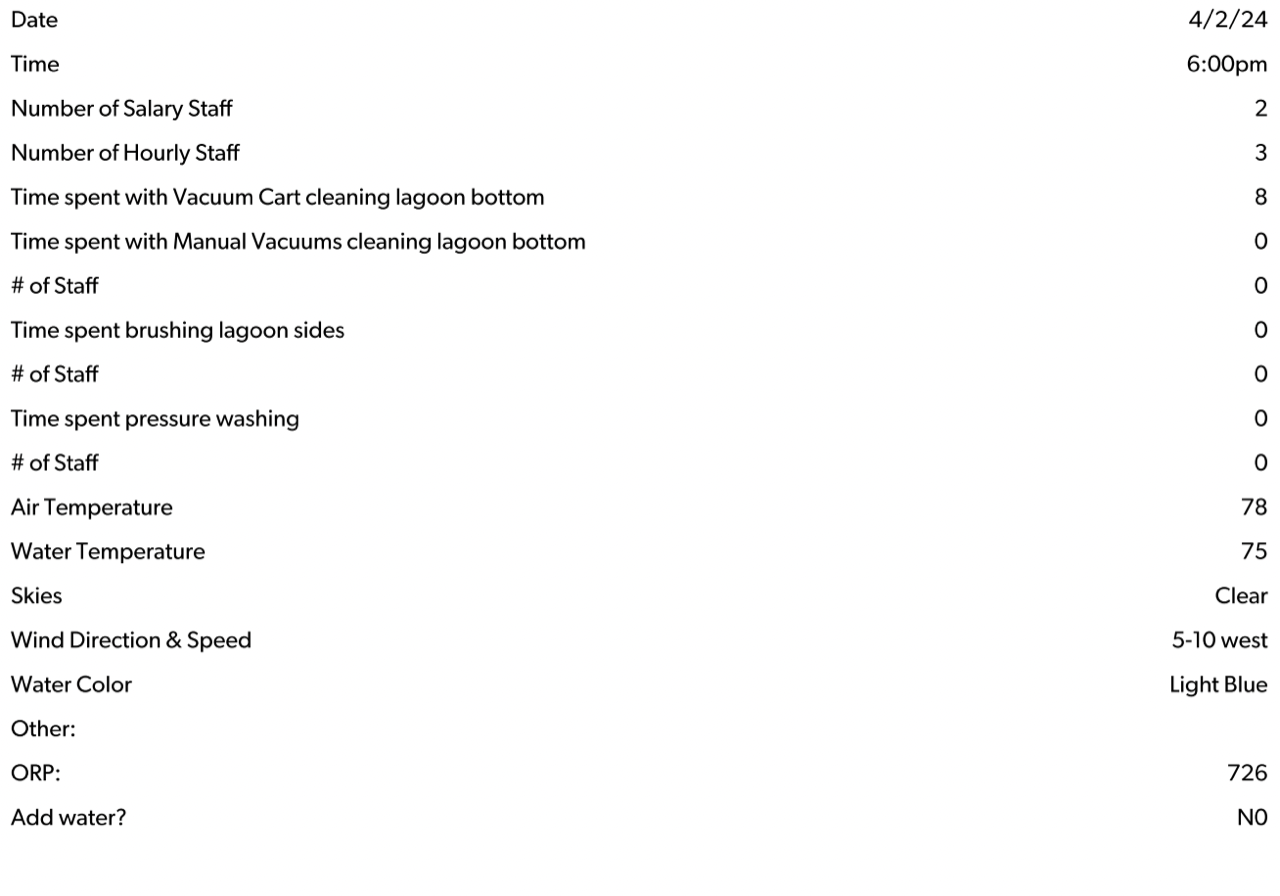 Date 4/2/24
Time 6:00pm
Number of Salary Staff 2
Number of Hourly Staff 3
Time spent with Vacuum Cart cleaning lagoon bottom 8
Time spent with Manual Vacuums cleaning lagoon bottom 0
# of Staff 0
Time spent brushing lagoon sides 0
# of Staff 0
Time spent pressure washing 0
# of Staff 0
Air Temperature 78
Water Temperature 75
Skies Clear
Wind Direction & Speed 5-10 west
Water Color Light Blue
Other:
ORP: 726
Add water? N0